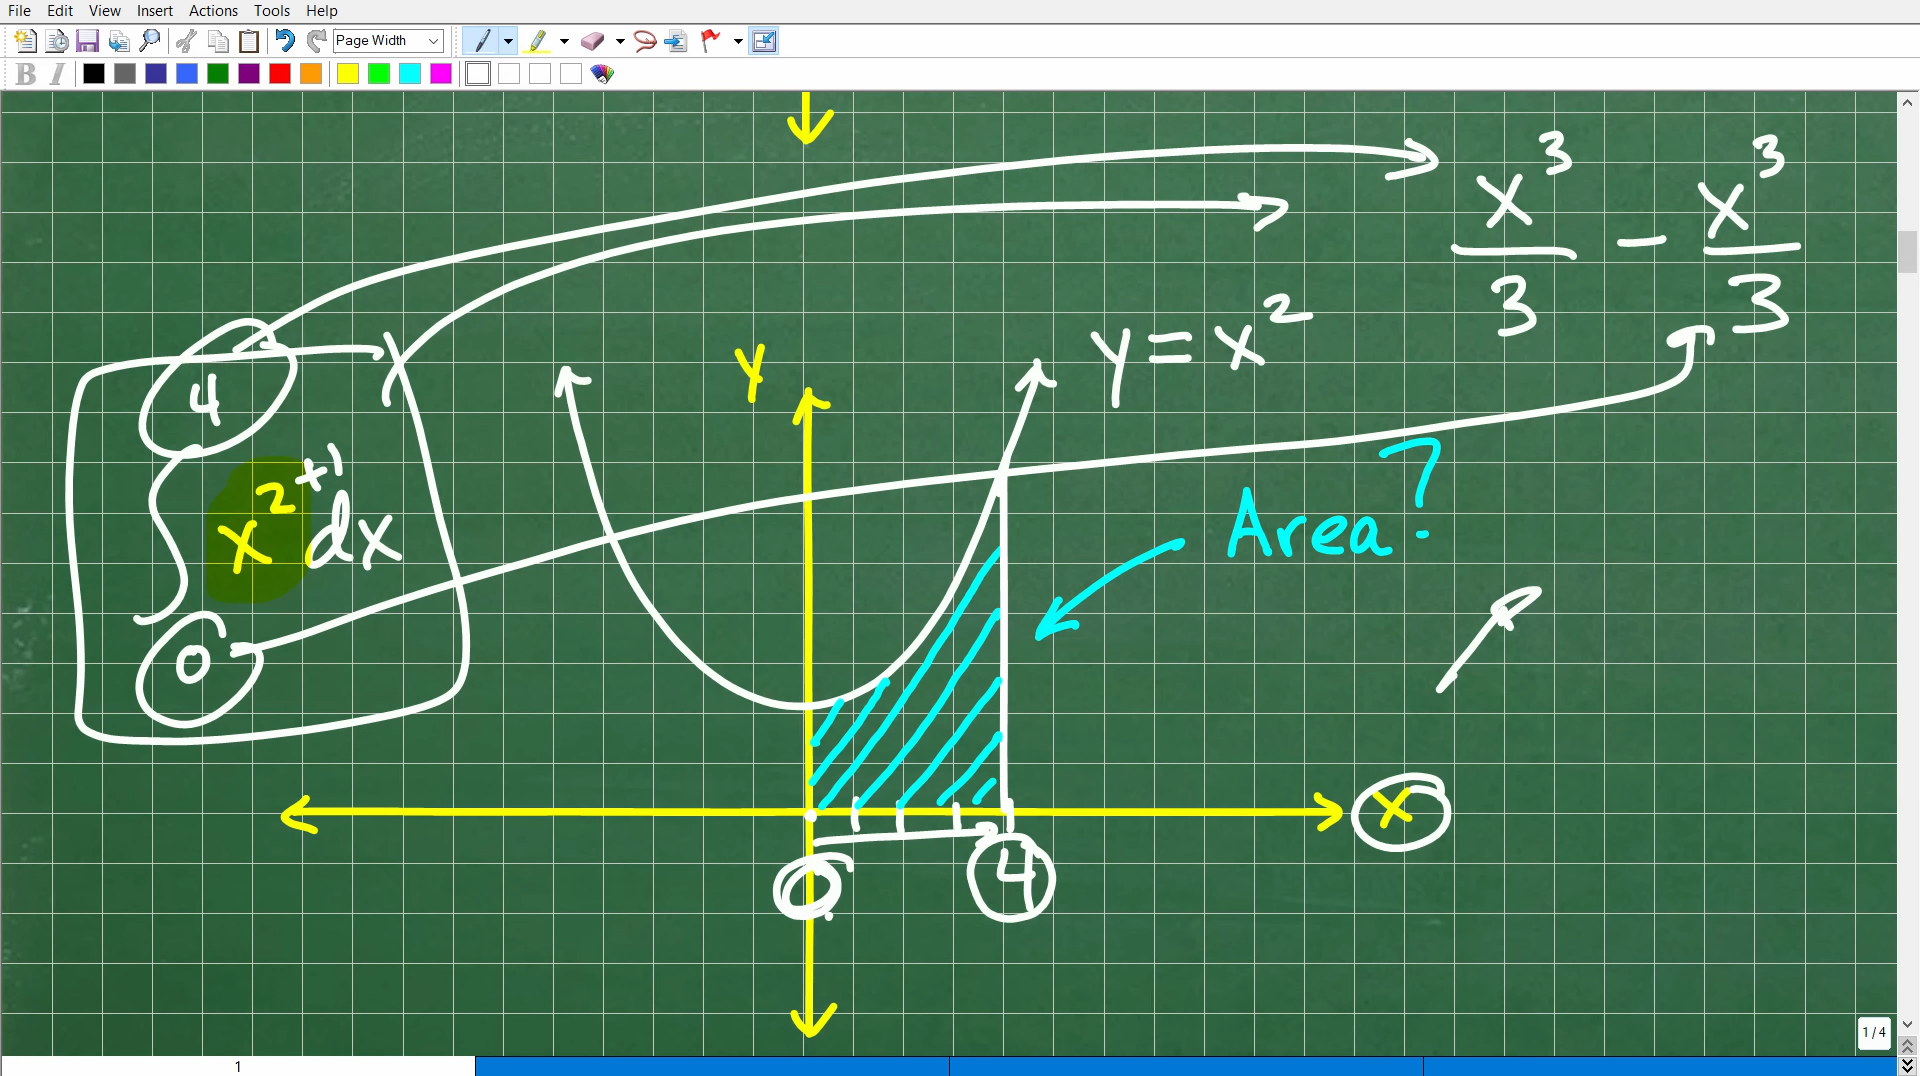 File Edit View Insert Actions Tools Help
Page Width
B I
x³/3 - x³/3
y = x²
Y
4
x²⁺¹ dx
0
Area?
X
0 4
1 / 4
1